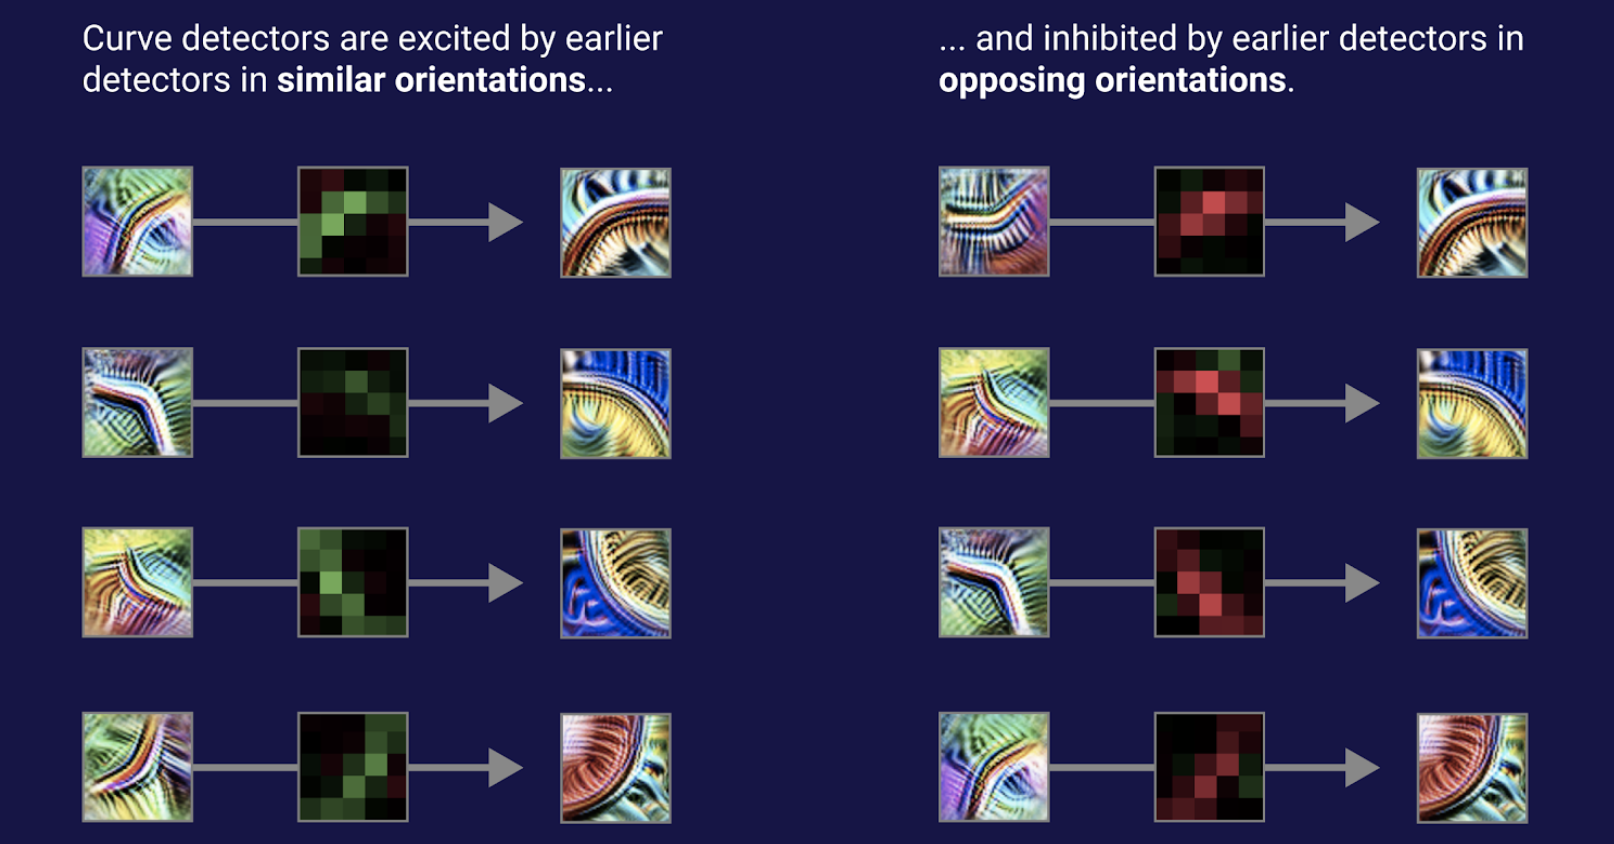 Curve detectors are excited by earlier
detectors in similar orientations...
... and inhibited by earlier detectors in
opposing orientations.